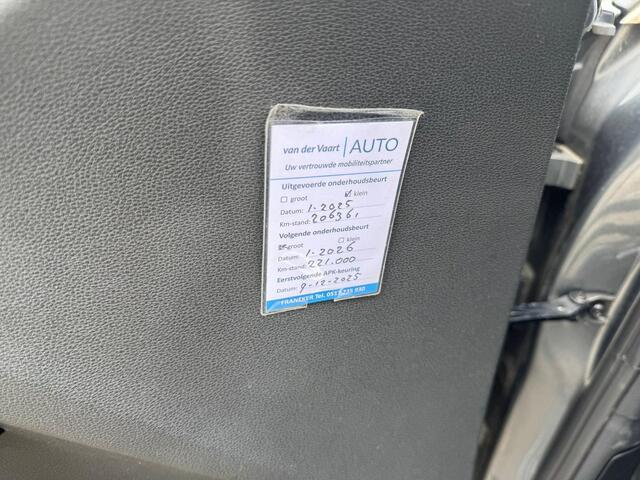 van der Vaart | AUTO
Uw vertrouwde mobiliteitspartner
Uitgevoerde onderhoudsbeurt
groot klein
Datum: 1-2025
Km-stand: 206361
Volgende onderhoudsbeurt
groot klein
Datum: 1-2026
Km-stand: 221.000
Eerstvolgende APK-keuring
Datum: 9-12-2025
FRANEKER Tel. 0517